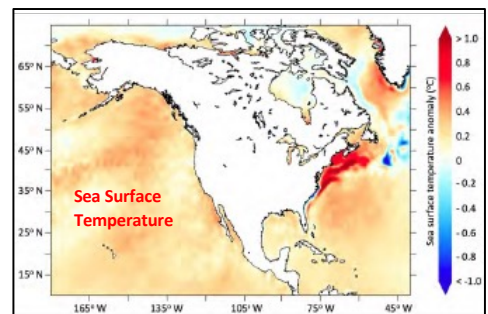 65° N
55° N
45° N
35° N
25° N
15° N
Sea Surface
Temperature
165° W
135° W
105° W
75° W
45° W
Sea surface temperature anomaly (°C)
> 1.0
0.8
0.6
0.4
0.2
0
- 0.2
- 0.4
- 0.6
- 0.8
< -1.0